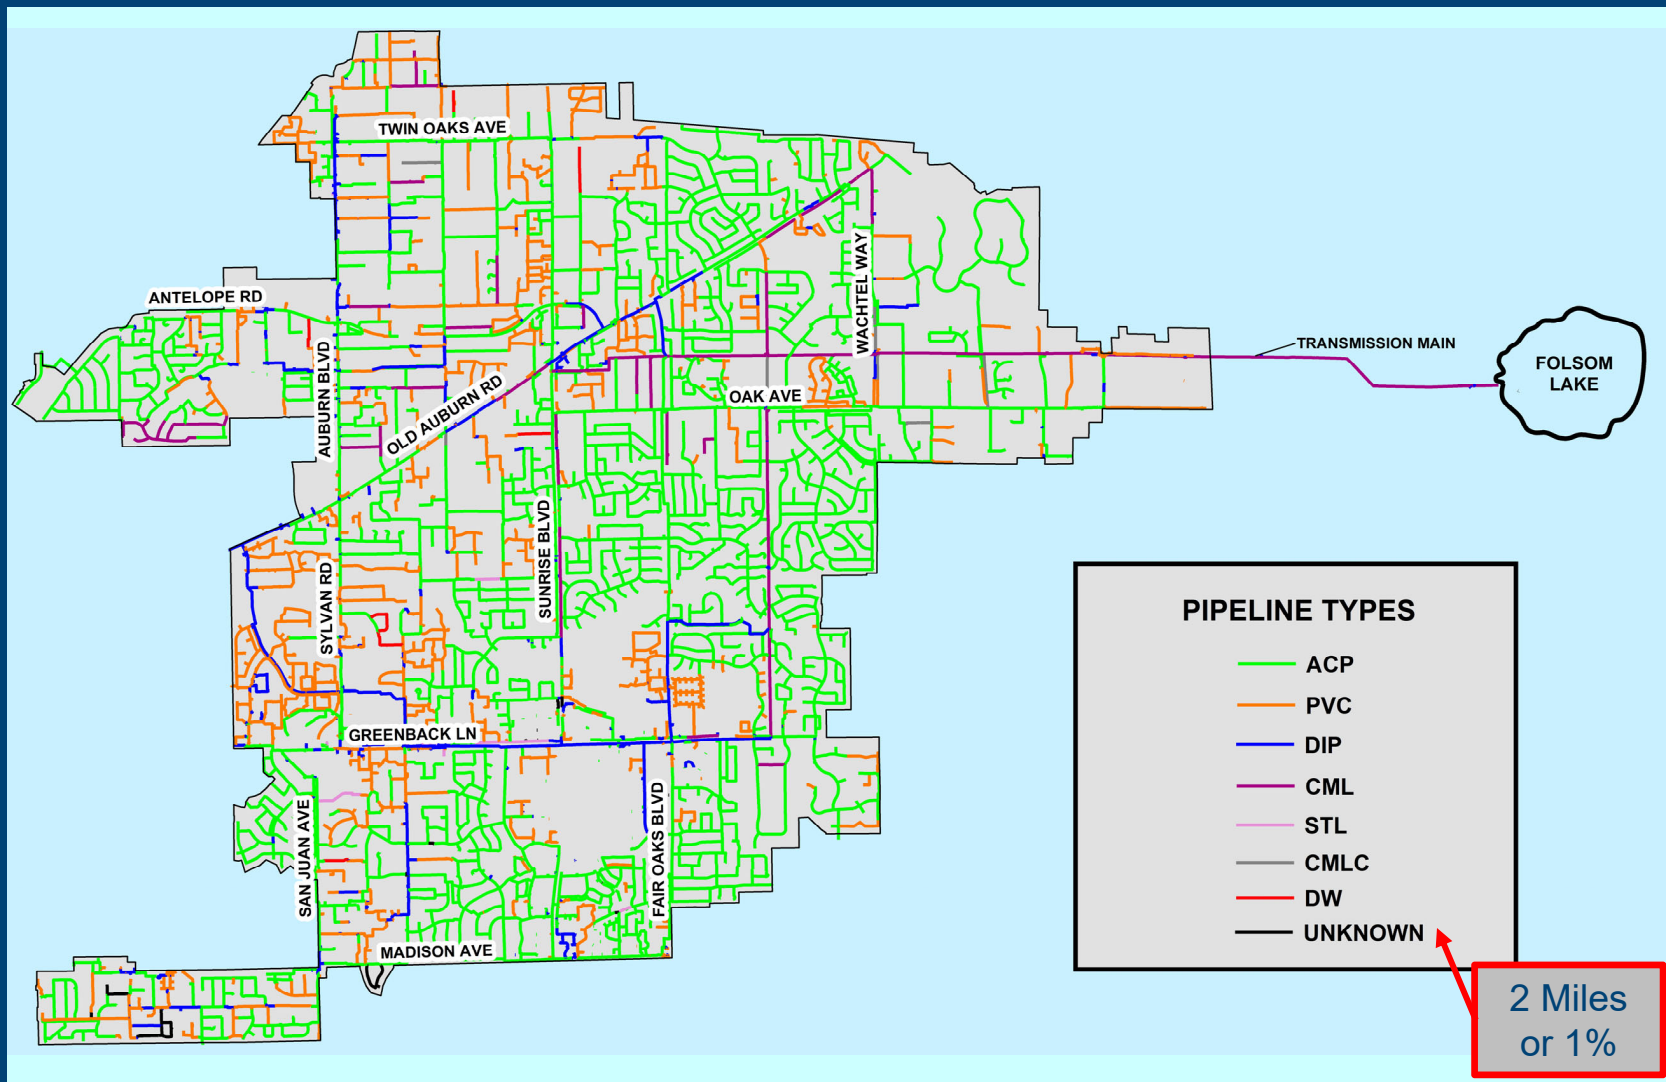 TWIN OAKS AVE
ANTELOPE RD
WACHTEL WAY
TRANSMISSION MAIN
FOLSOM
LAKE
AUBURN BLVD
OLD AUBURN RD
OAK AVE
SUNRISE BLVD
SYLVAN RD
GREENBACK LN
SAN JUAN AVE
FAIR OAKS BLVD
MADISON AVE
PIPELINE TYPES
ACP
PVC
DIP
CML
STL
CMLC
DW
UNKNOWN
2 Miles
or 1%